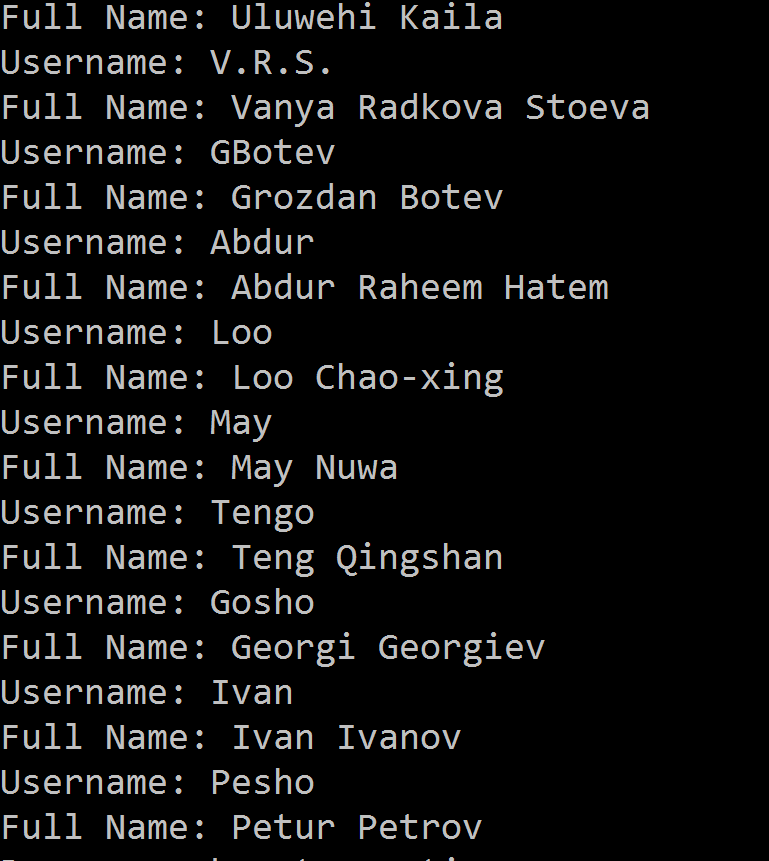 Full Name: Uluwehi Kaila
Username: V.R.S.
Full Name: Vanya Radkova Stoeva
Username: GBotev
Full Name: Grozdan Botev
Username: Abdur
Full Name: Abdur Raheem Hatem
Username: Loo
Full Name: Loo Chao-xing
Username: May
Full Name: May Nuwa
Username: Tengo
Full Name: Teng Qingshan
Username: Gosho
Full Name: Georgi Georgiev
Username: Ivan
Full Name: Ivan Ivanov
Username: Pesho
Full Name: Petur Petrov